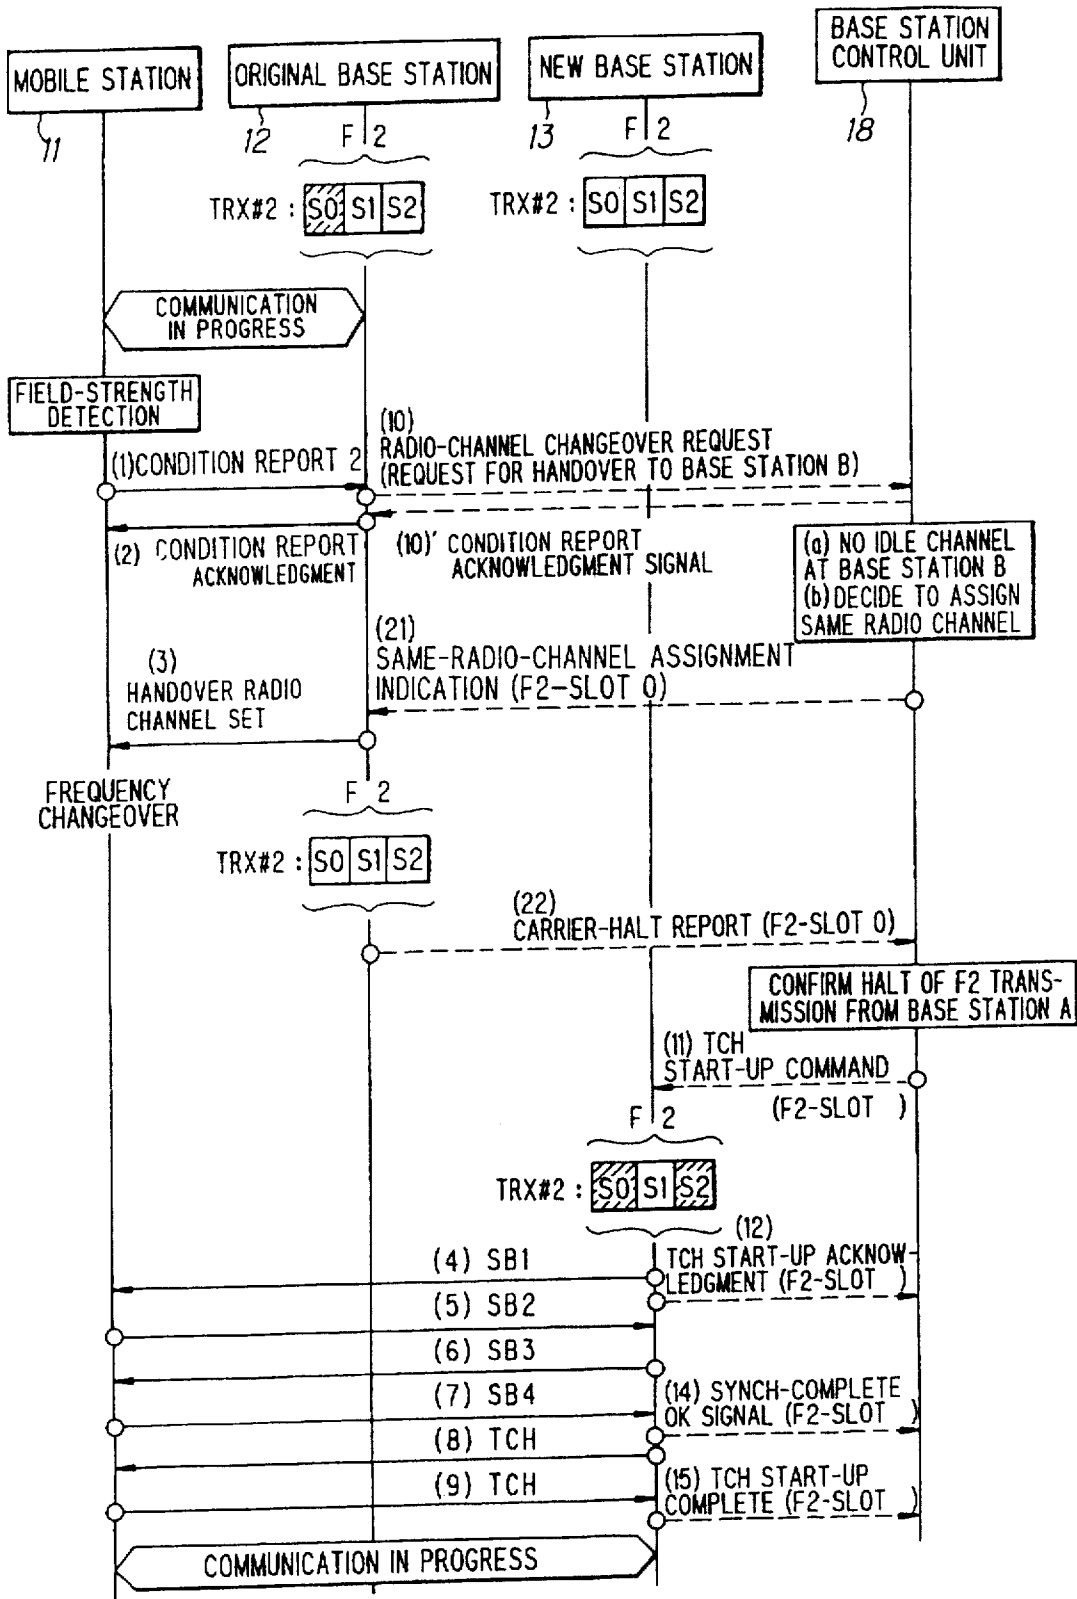 MOBILE STATION
ORIGINAL BASE STATION
NEW BASE STATION
BASE STATION
CONTROL UNIT
11
12
13
18
F 2
F 2
TRX#2 : S0 S1 S2
TRX#2 : S0 S1 S2
COMMUNICATION
IN PROGRESS
FIELD-STRENGTH
DETECTION
(1) CONDITION REPORT 2
(10)
RADIO-CHANNEL CHANGEOVER REQUEST
(REQUEST FOR HANDOVER TO BASE STATION B)
(2) CONDITION REPORT
ACKNOWLEDGMENT
(10)' CONDITION REPORT
ACKNOWLEDGMENT SIGNAL
(a) NO IDLE CHANNEL
AT BASE STATION B
(b) DECIDE TO ASSIGN
SAME RADIO CHANNEL
(21)
SAME-RADIO-CHANNEL ASSIGNMENT
INDICATION (F2-SLOT 0)
(3)
HANDOVER RADIO
CHANNEL SET
FREQUENCY
CHANGEOVER
F 2
TRX#2 : S0 S1 S2
(22)
CARRIER-HALT REPORT (F2-SLOT 0)
CONFIRM HALT OF F2 TRANS-
MISSION FROM BASE STATION A
(11) TCH
START-UP COMMAND
(F2-SLOT )
F 2
TRX#2 : S0 S1 S2
(12)
TCH START-UP ACKNOW-
LEDGMENT (F2-SLOT )
(4) SB1
(5) SB2
(6) SB3
(7) SB4
(14) SYNCH-COMPLETE
OK SIGNAL (F2-SLOT )
(8) TCH
(9) TCH
(15) TCH START-UP
COMPLETE (F2-SLOT )
COMMUNICATION IN PROGRESS